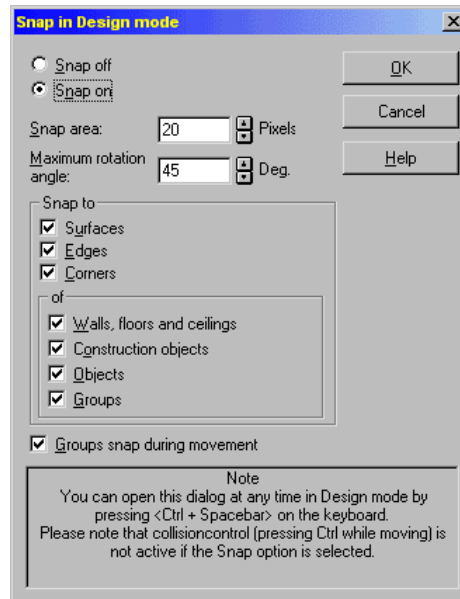 Snap in Design mode
Snap off
Snap on
OK
Cancel
Help
Snap area: 20 Pixels
Maximum rotation
angle: 45 Deg.
Snap to
Surfaces
Edges
Corners
of
Walls, floors and ceilings
Construction objects
Objects
Groups
Groups snap during movement
Note
You can open this dialog at any time in Design mode by
pressing <Ctrl + Spacebar> on the keyboard.
Please note that collisioncontrol (pressing Ctrl while moving) is
not active if the Snap option is selected.